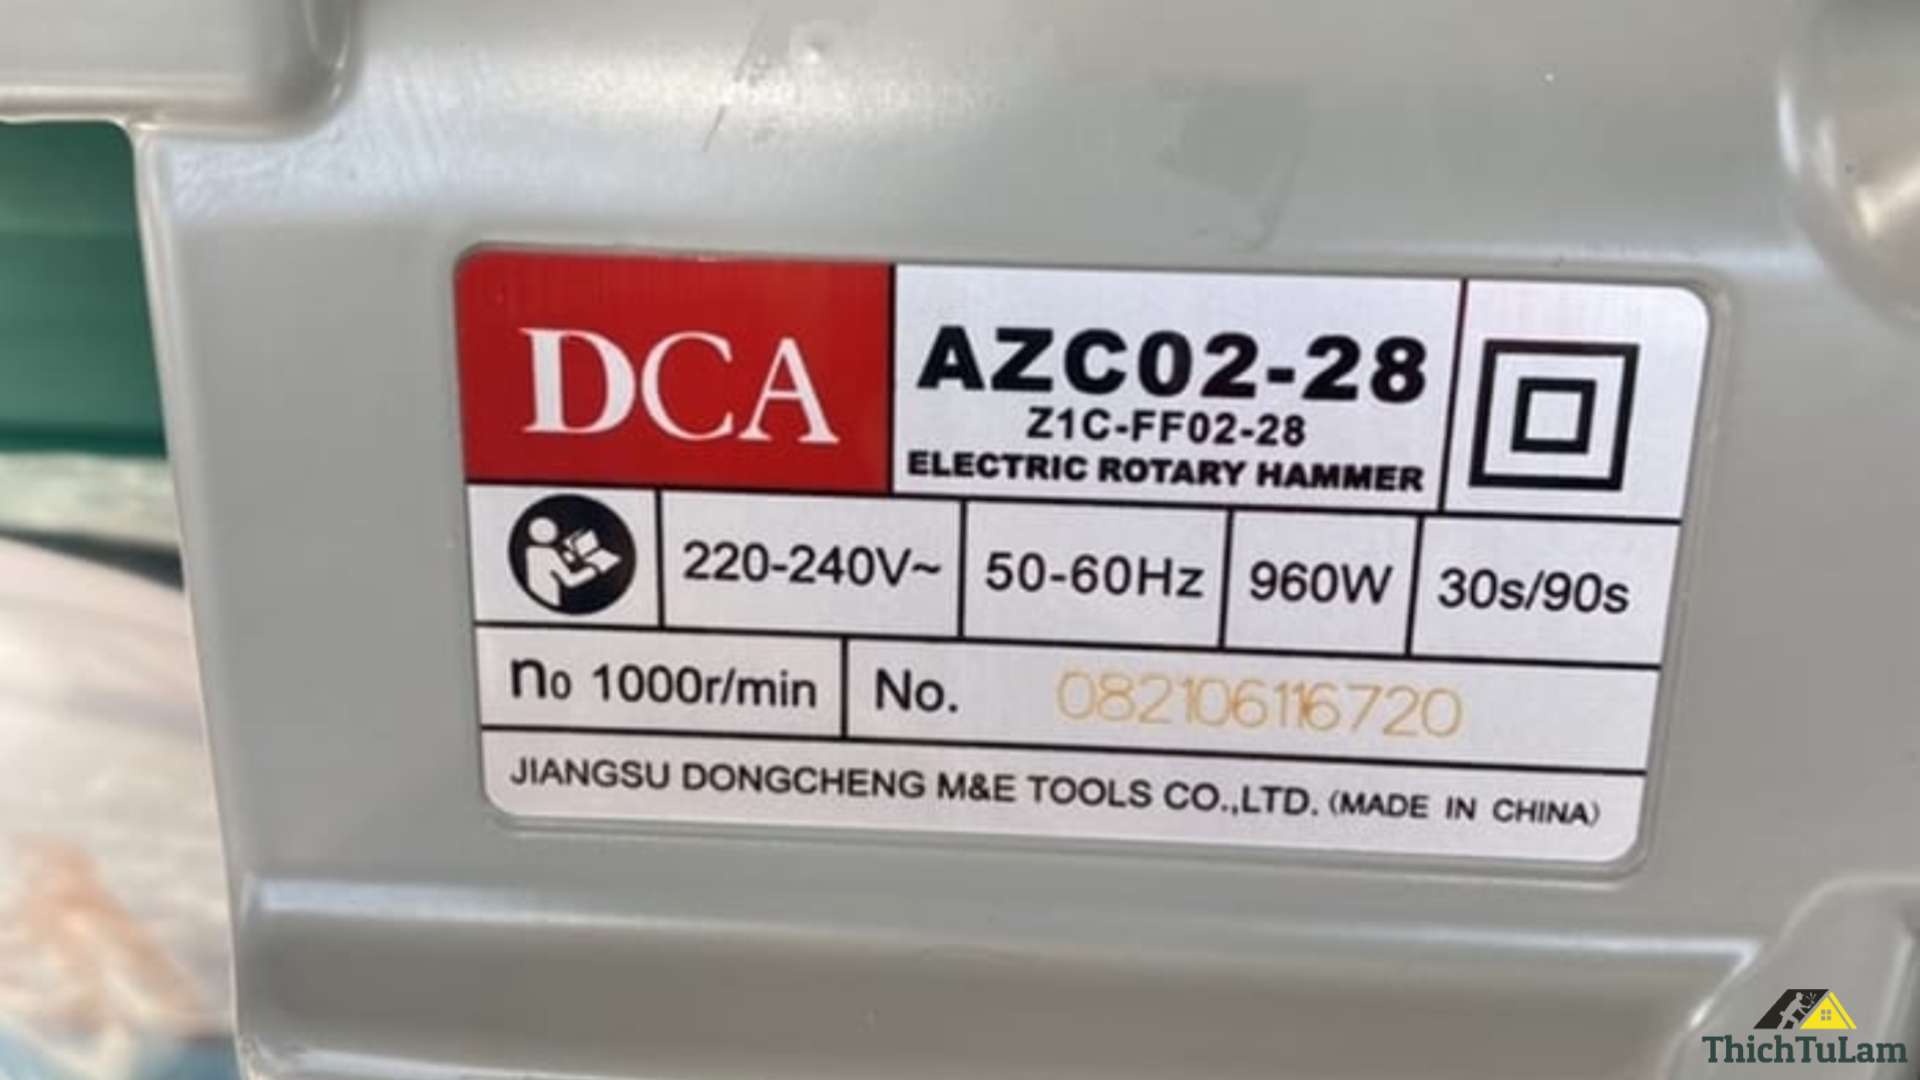 DCA
AZC02-28
Z1C-FF02-28
ELECTRIC ROTARY HAMMER
220-240V~ 50-60Hz 960W 30s/90s
n0 1000r/min No. 082106116720
JIANGSU DONGCHENG M&E TOOLS CO.,LTD. (MADE IN CHINA)
ThichTuLam